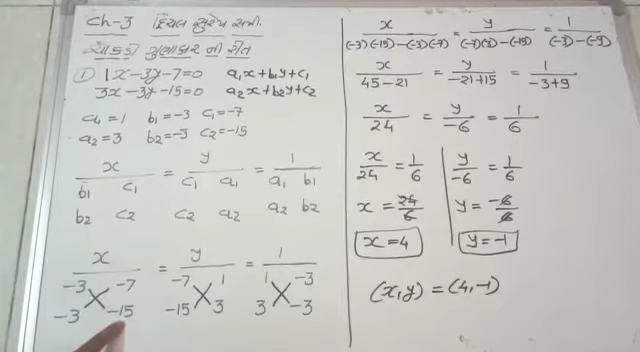 Ch-3 દ્વિચલ સુરેખ સમી.
ચોકડી ગુણાકાર ની રીત
① 1x-3y-7=0 a₁x+b₁y+c₁
3x-3y-15=0 a₂x+b₂y+c₂
a₁=1 b₁=-3 c₁=-7
a₂=3 b₂=-3 c₂=-15
x = y = 1
b₁ c₁ c₁ a₁ a₁ b₁
b₂ c₂ c₂ a₂ a₂ b₂
x = y = 1
-3 -7 -7 1 1 -3
-3 -15 -15 3 3 -3
x = y = 1
(-3)(-15)-(-3)(-7) (-7)(3)-(-15) (-3)-(-9)
x = y = 1
45-21 -21+15 -3+9
x = y = 1
24 -6 6
x/24 = 1/6 y/-6 = 1/6
x = 24/6 y = -6/6
x=4 y=-1
(x,y) = (4,-1)